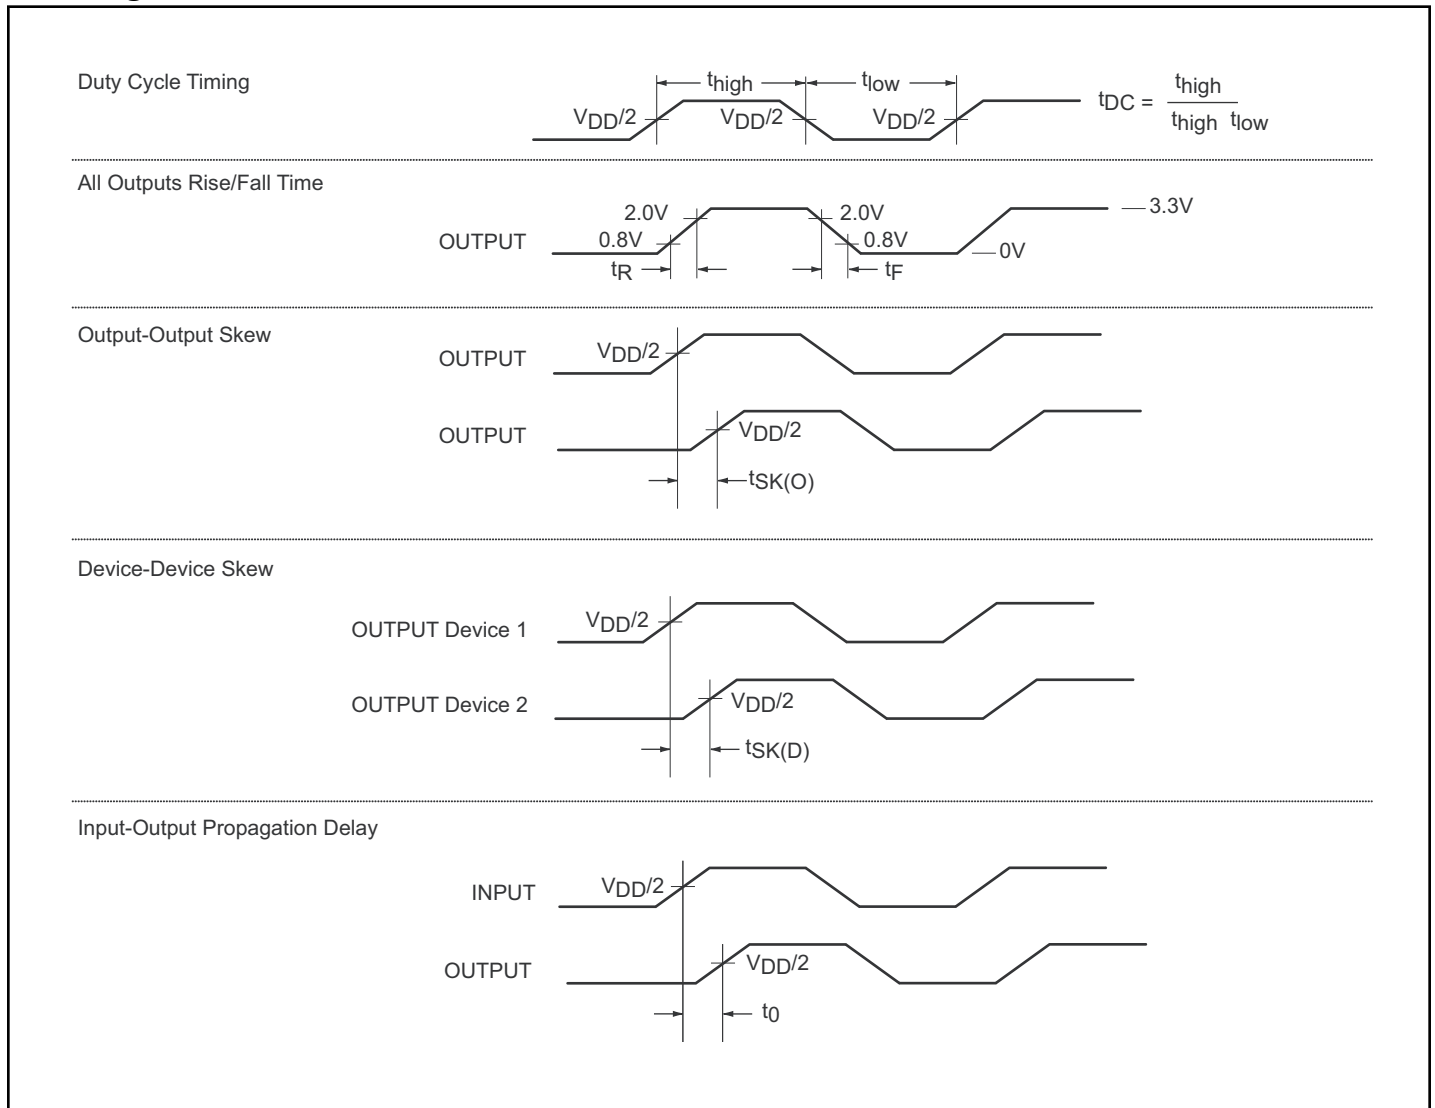 Duty Cycle Timing
thigh
tlow
VDD/2
VDD/2
VDD/2
tDC = thigh
thigh tlow
All Outputs Rise/Fall Time
OUTPUT
2.0V
0.8V
tR
2.0V
0.8V
tF
3.3V
0V
Output-Output Skew
OUTPUT
VDD/2
OUTPUT
VDD/2
tSK(O)
Device-Device Skew
OUTPUT Device 1
VDD/2
OUTPUT Device 2
VDD/2
tSK(D)
Input-Output Propagation Delay
INPUT
VDD/2
OUTPUT
VDD/2
t0